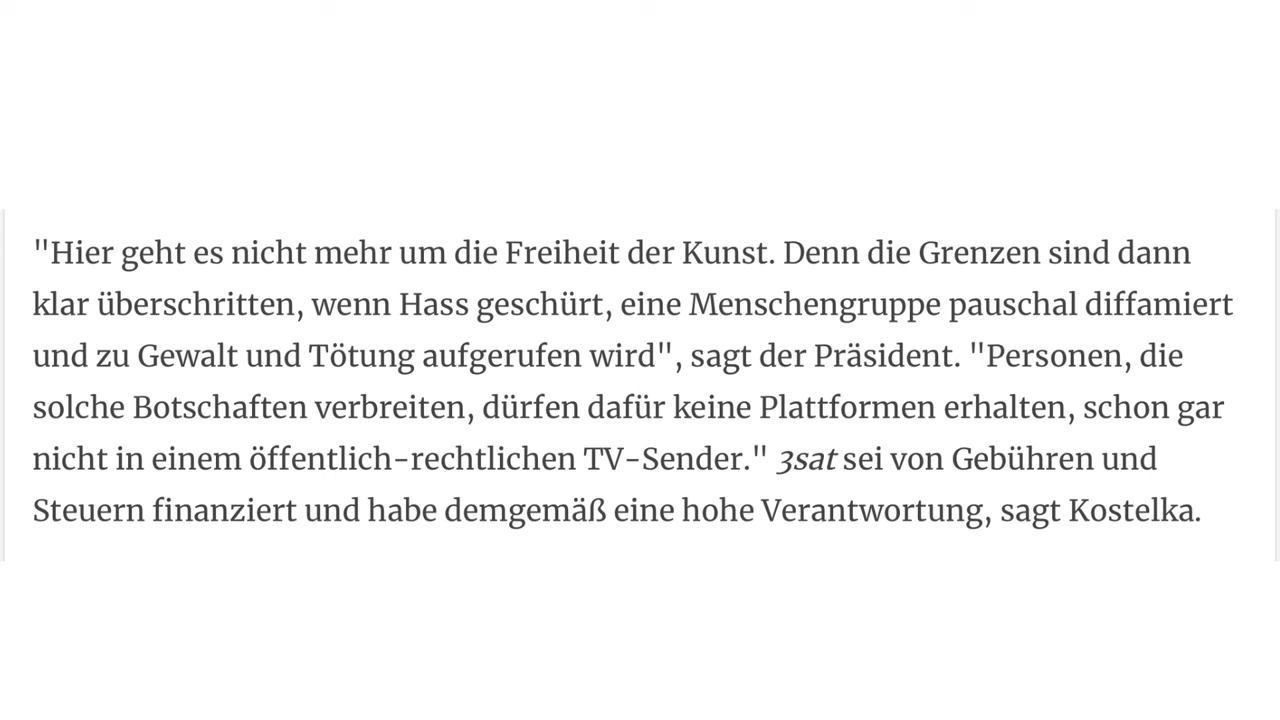 "Hier geht es nicht mehr um die Freiheit der Kunst. Denn die Grenzen sind dann
klar überschritten, wenn Hass geschürt, eine Menschengruppe pauschal diffamiert
und zu Gewalt und Tötung aufgerufen wird", sagt der Präsident. "Personen, die
solche Botschaften verbreiten, dürfen dafür keine Plattformen erhalten, schon gar
nicht in einem öffentlich-rechtlichen TV-Sender." 3sat sei von Gebühren und
Steuern finanziert und habe demgemäß eine hohe Verantwortung, sagt Kostelka.